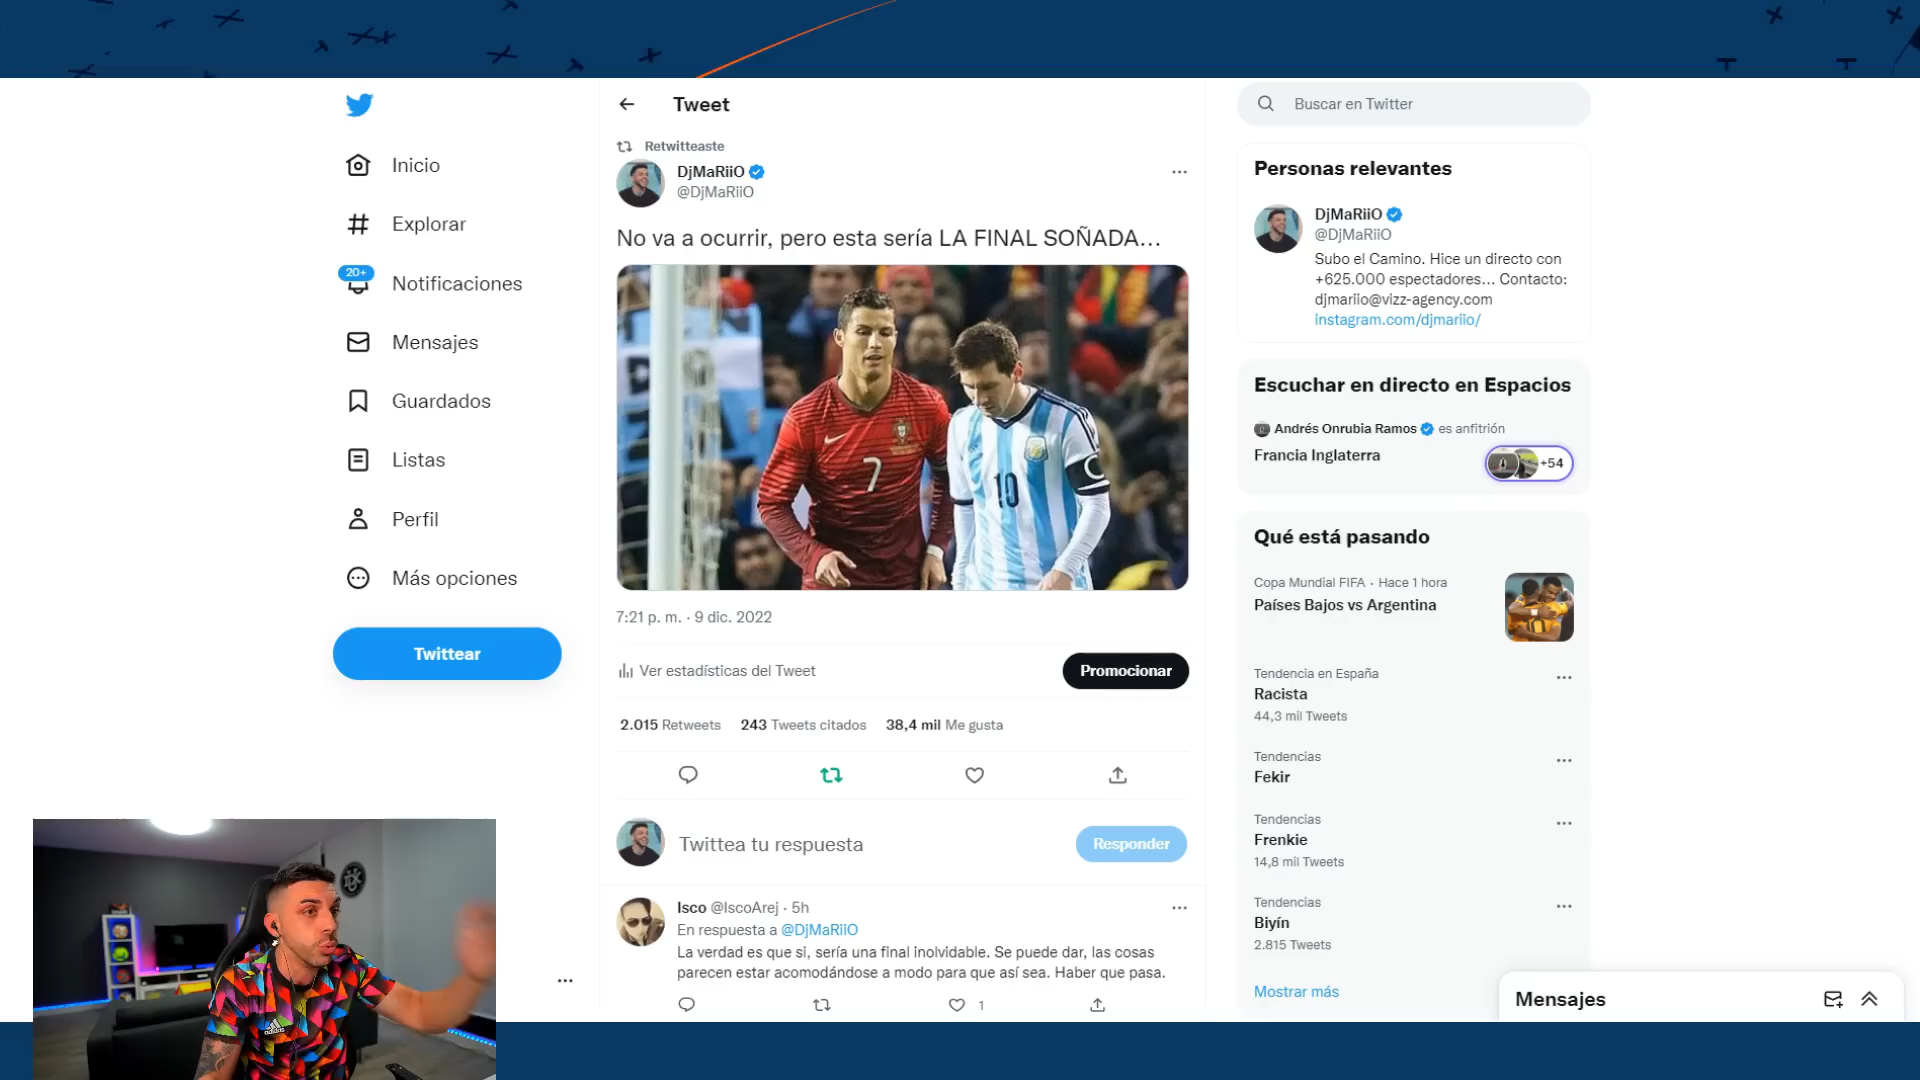 Inicio
Explorar
20+
Notificaciones
Mensajes
Guardados
Listas
Perfil
Más opciones
Twittear
Tweet
Retwitteaste
DjMaRiiO
@DjMaRiiO
No va a ocurrir, pero esta sería LA FINAL SOÑADA...
7
10
7:21 p. m. · 9 dic. 2022
Ver estadísticas del Tweet
Promocionar
2.015 Retweets 243 Tweets citados 38,4 mil Me gusta
Twittea tu respuesta
Responder
Isco @IscoArej · 5h
En respuesta a @DjMaRiiO
La verdad es que si, sería una final inolvidable. Se puede dar, las cosas
parecen estar acomodándose a modo para que así sea. Haber que pasa.
1
Buscar en Twitter
Personas relevantes
DjMaRiiO
@DjMaRiiO
Subo el Camino. Hice un directo con
+625.000 espectadores... Contacto:
djmariio@vizz-agency.com
instagram.com/djmariio/
Escuchar en directo en Espacios
Andrés Onrubia Ramos es anfitrión
Francia Inglaterra
+54
Qué está pasando
Copa Mundial FIFA · Hace 1 hora
Países Bajos vs Argentina
Tendencia en España
Racista
44,3 mil Tweets
Tendencias
Fekir
Tendencias
Frenkie
14,8 mil Tweets
Tendencias
Biyín
2.815 Tweets
Mostrar más
Mensajes
adidas